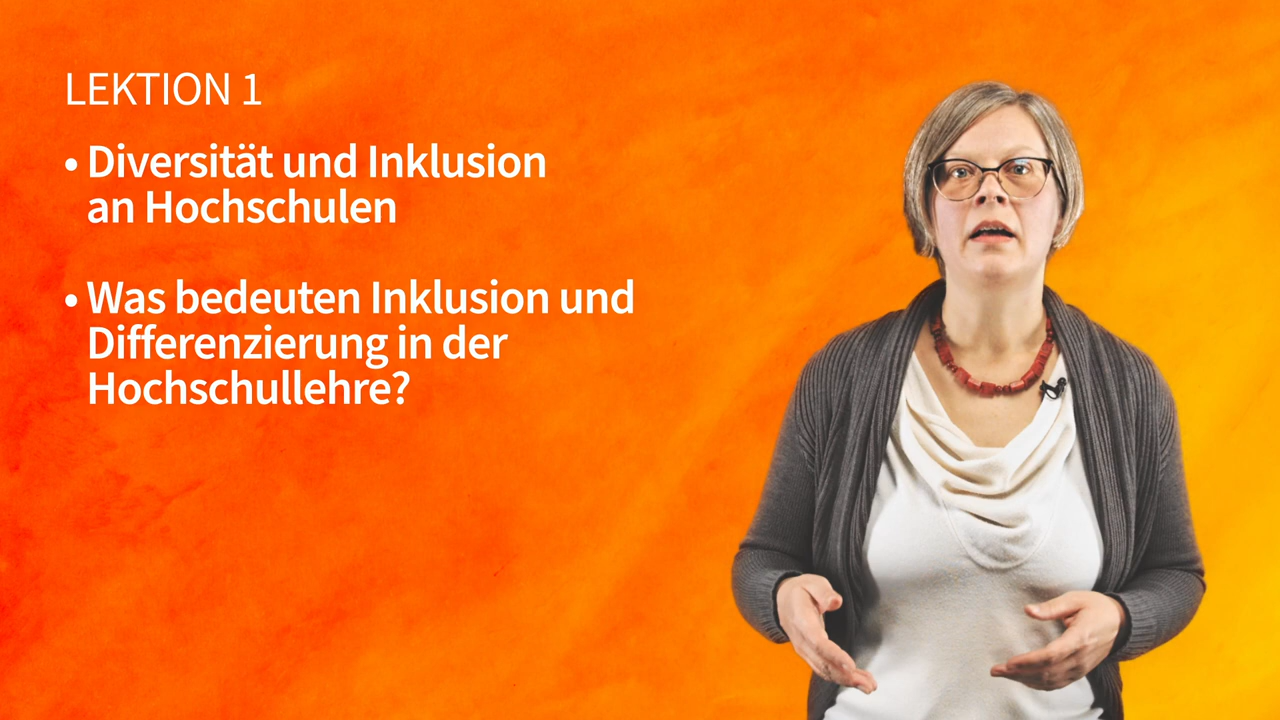 LEKTION 1
• Diversität und Inklusion
an Hochschulen
• Was bedeuten Inklusion und
Differenzierung in der
Hochschullehre?